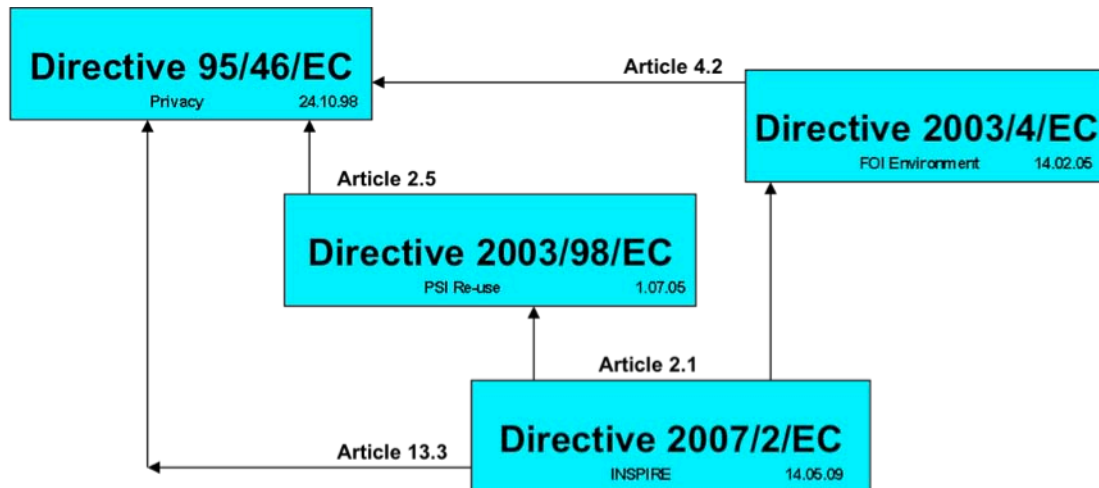 Directive 95/46/EC
Privacy 24.10.98
Article 4.2
Directive 2003/4/EC
FOI Environment 14.02.05
Article 2.5
Directive 2003/98/EC
PSI Re-use 1.07.05
Article 2.1
Directive 2007/2/EC
INSPIRE 14.05.09
Article 13.3